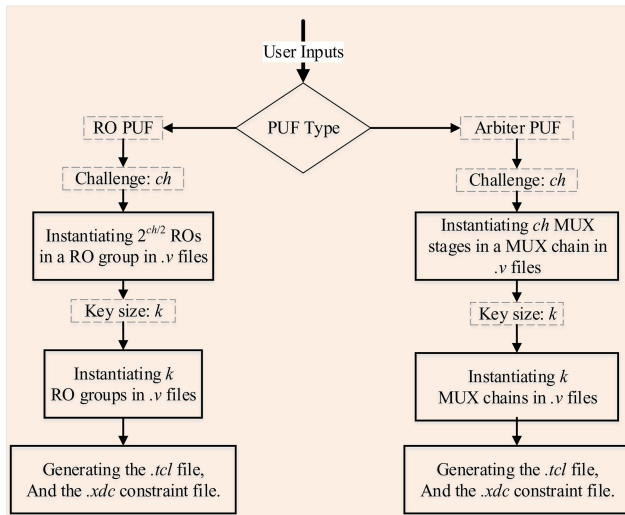 User Inputs
PUF Type
RO PUF
Challenge: ch
Instantiating 2^{ch/2} ROs
in a RO group in .v files
Key size: k
Instantiating k
RO groups in .v files
Generating the .tcl file,
And the .xdc constraint file.
Arbiter PUF
Challenge: ch
Instantiating ch MUX
stages in a MUX chain in
.v files
Key size: k
Instantiating k
MUX chains in .v files
Generating the .tcl file,
And the .xdc constraint file.